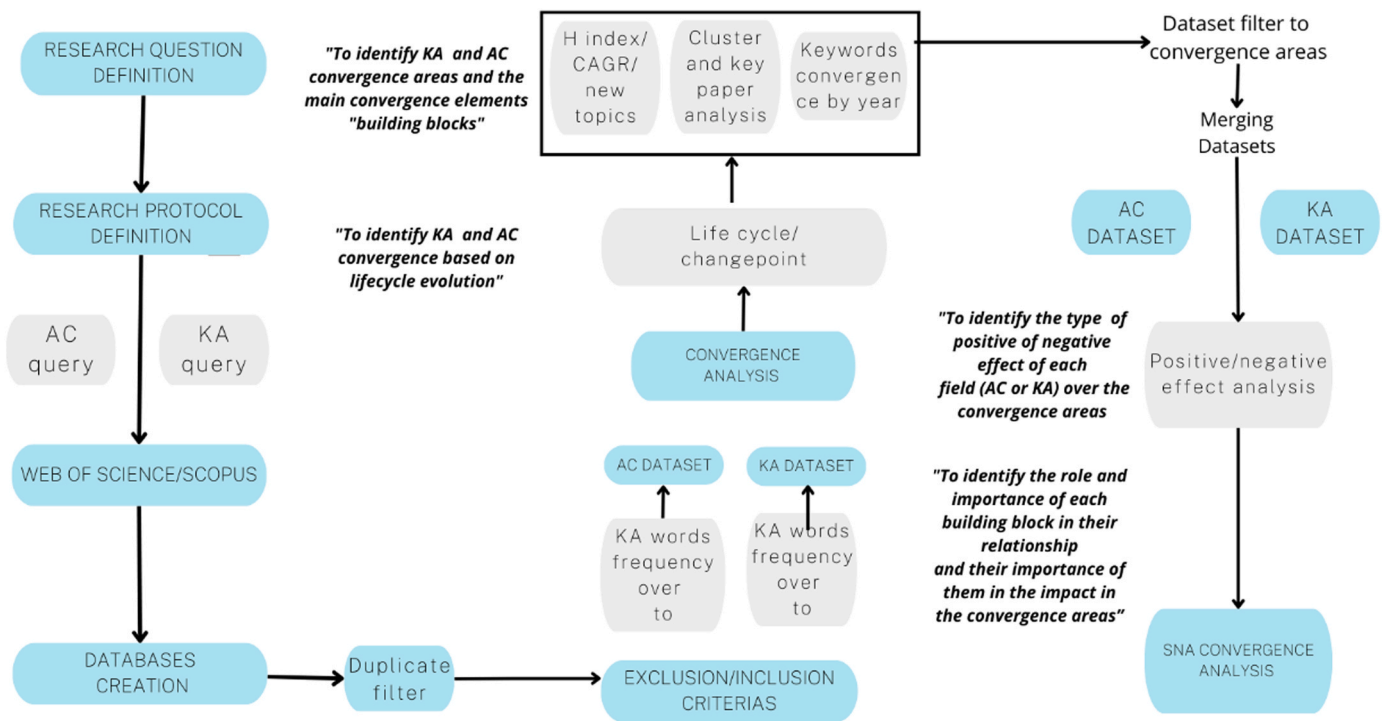 RESEARCH QUESTION
DEFINITION
RESEARCH PROTOCOL
DEFINITION
AC
query
KA
query
WEB OF SCIENCE/SCOPUS
DATABASES
CREATION
Duplicate
filter
EXCLUSION/INCLUSION
CRITERIAS
"To identify KA and AC
convergence areas and the
main convergence elements
"building blocks"
"To identify KA and AC
convergence based on
lifecycle evolution"
H index/
CAGR/
new
topics
Cluster
and key
paper
analysis
Keywords
convergen
ce by year
Life cycle/
changepoint
CONVERGENCE
ANALYSIS
AC DATASET
KA DATASET
KA words
frequency
over
to
KA words
frequency
over
to
Dataset filter to
convergence areas
Merging
Datasets
AC
DATASET
KA
DATASET
"To identify the type of
positive of negative
effect of each
field (AC or KA) over the
convergence areas
Positive/negative
effect analysis
"To identify the role and
importance of each
building block in their
relationship
and their importance of
them in the impact in
the convergence areas”
SNA CONVERGENCE
ANALYSIS